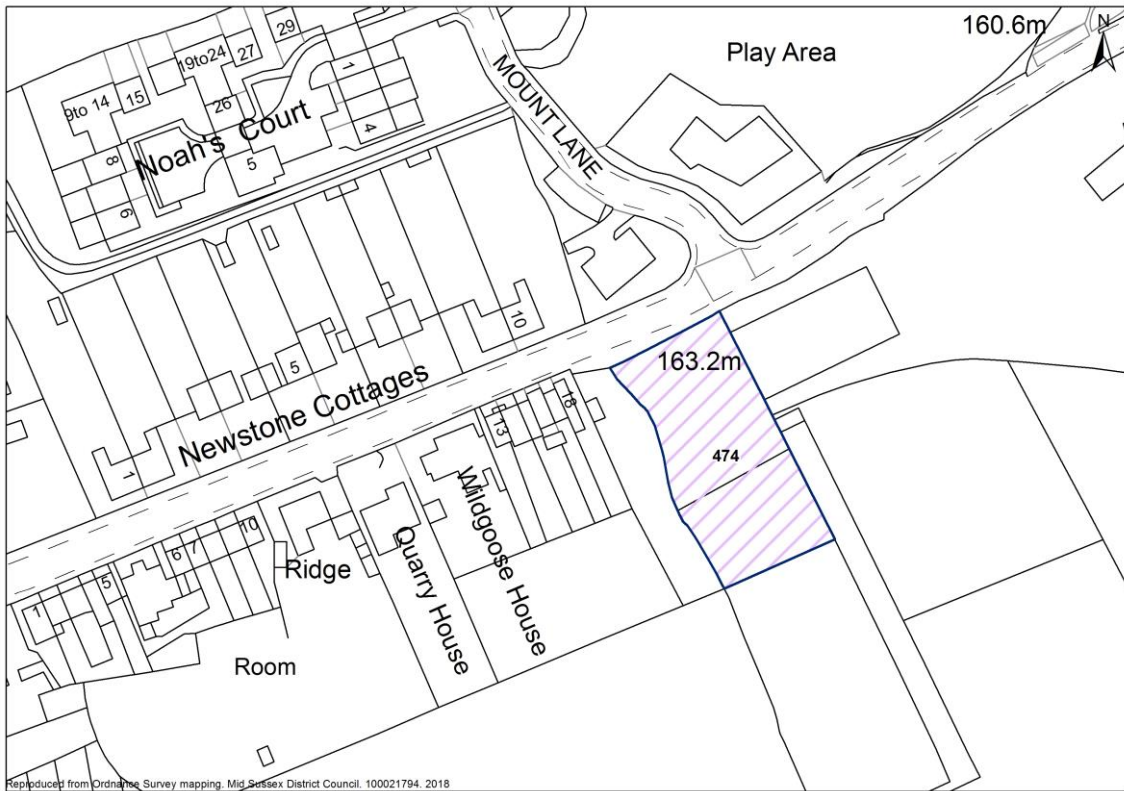 160.6m
N
29
27
19to24
Play Area
MOUNT LANE
1
15
9to 14
26
4
Noah's Court
8
5
6
10
163.2m
5
Newstone Cottages
18
13
474
1
Wildgoose House
10
6
7
Quarry House
Ridge
5
1
Room
Reproduced from Ordnance Survey mapping. Mid Sussex District Council. 100021794. 2018